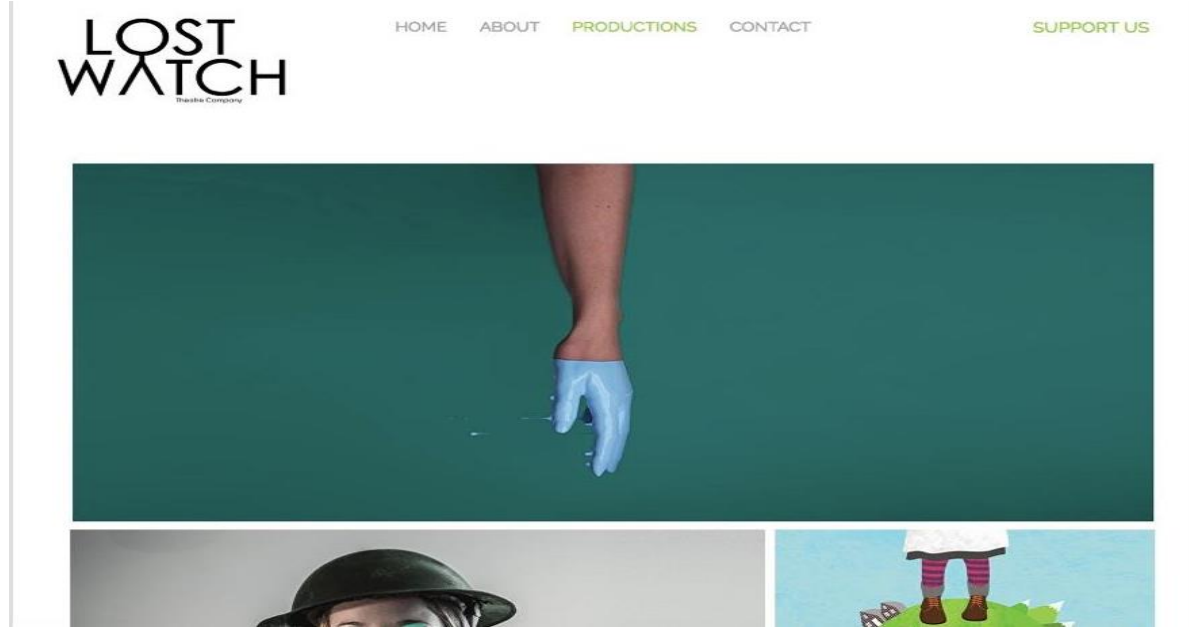 LOST
WATCH
Theatre Company
HOME ABOUT PRODUCTIONS CONTACT SUPPORT US